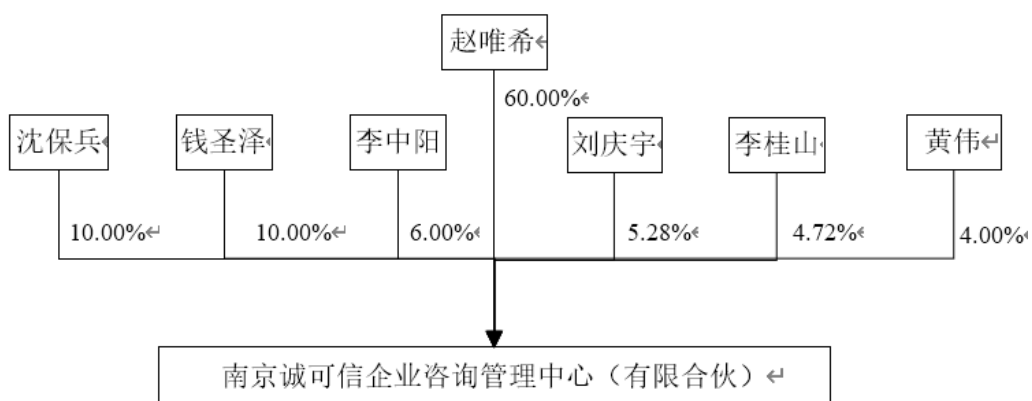 赵唯希
60.00%
沈保兵
钱圣泽
李中阳
刘庆宇
李桂山
黄伟
10.00%
10.00%
6.00%
5.28%
4.72%
4.00%
南京诚可信企业咨询管理中心（有限合伙）